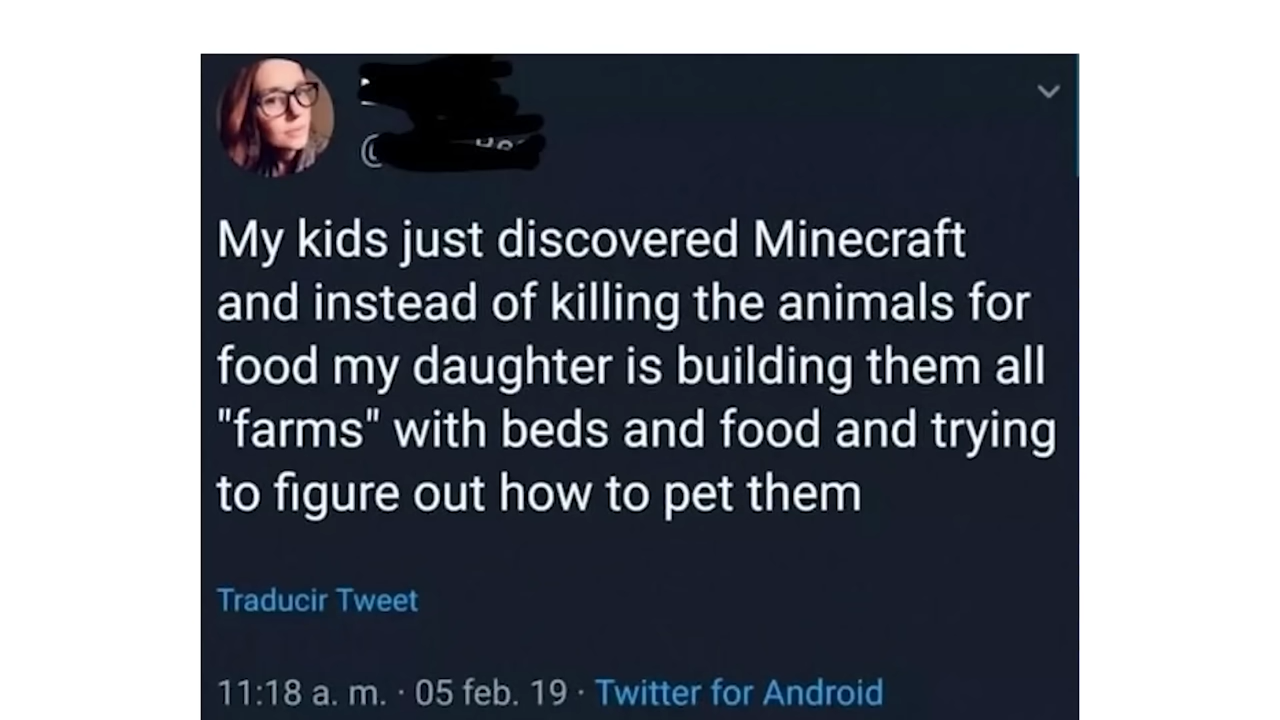 My kids just discovered Minecraft
and instead of killing the animals for
food my daughter is building them all
"farms" with beds and food and trying
to figure out how to pet them
Traducir Tweet
11:18 a. m. · 05 feb. 19 · Twitter for Android